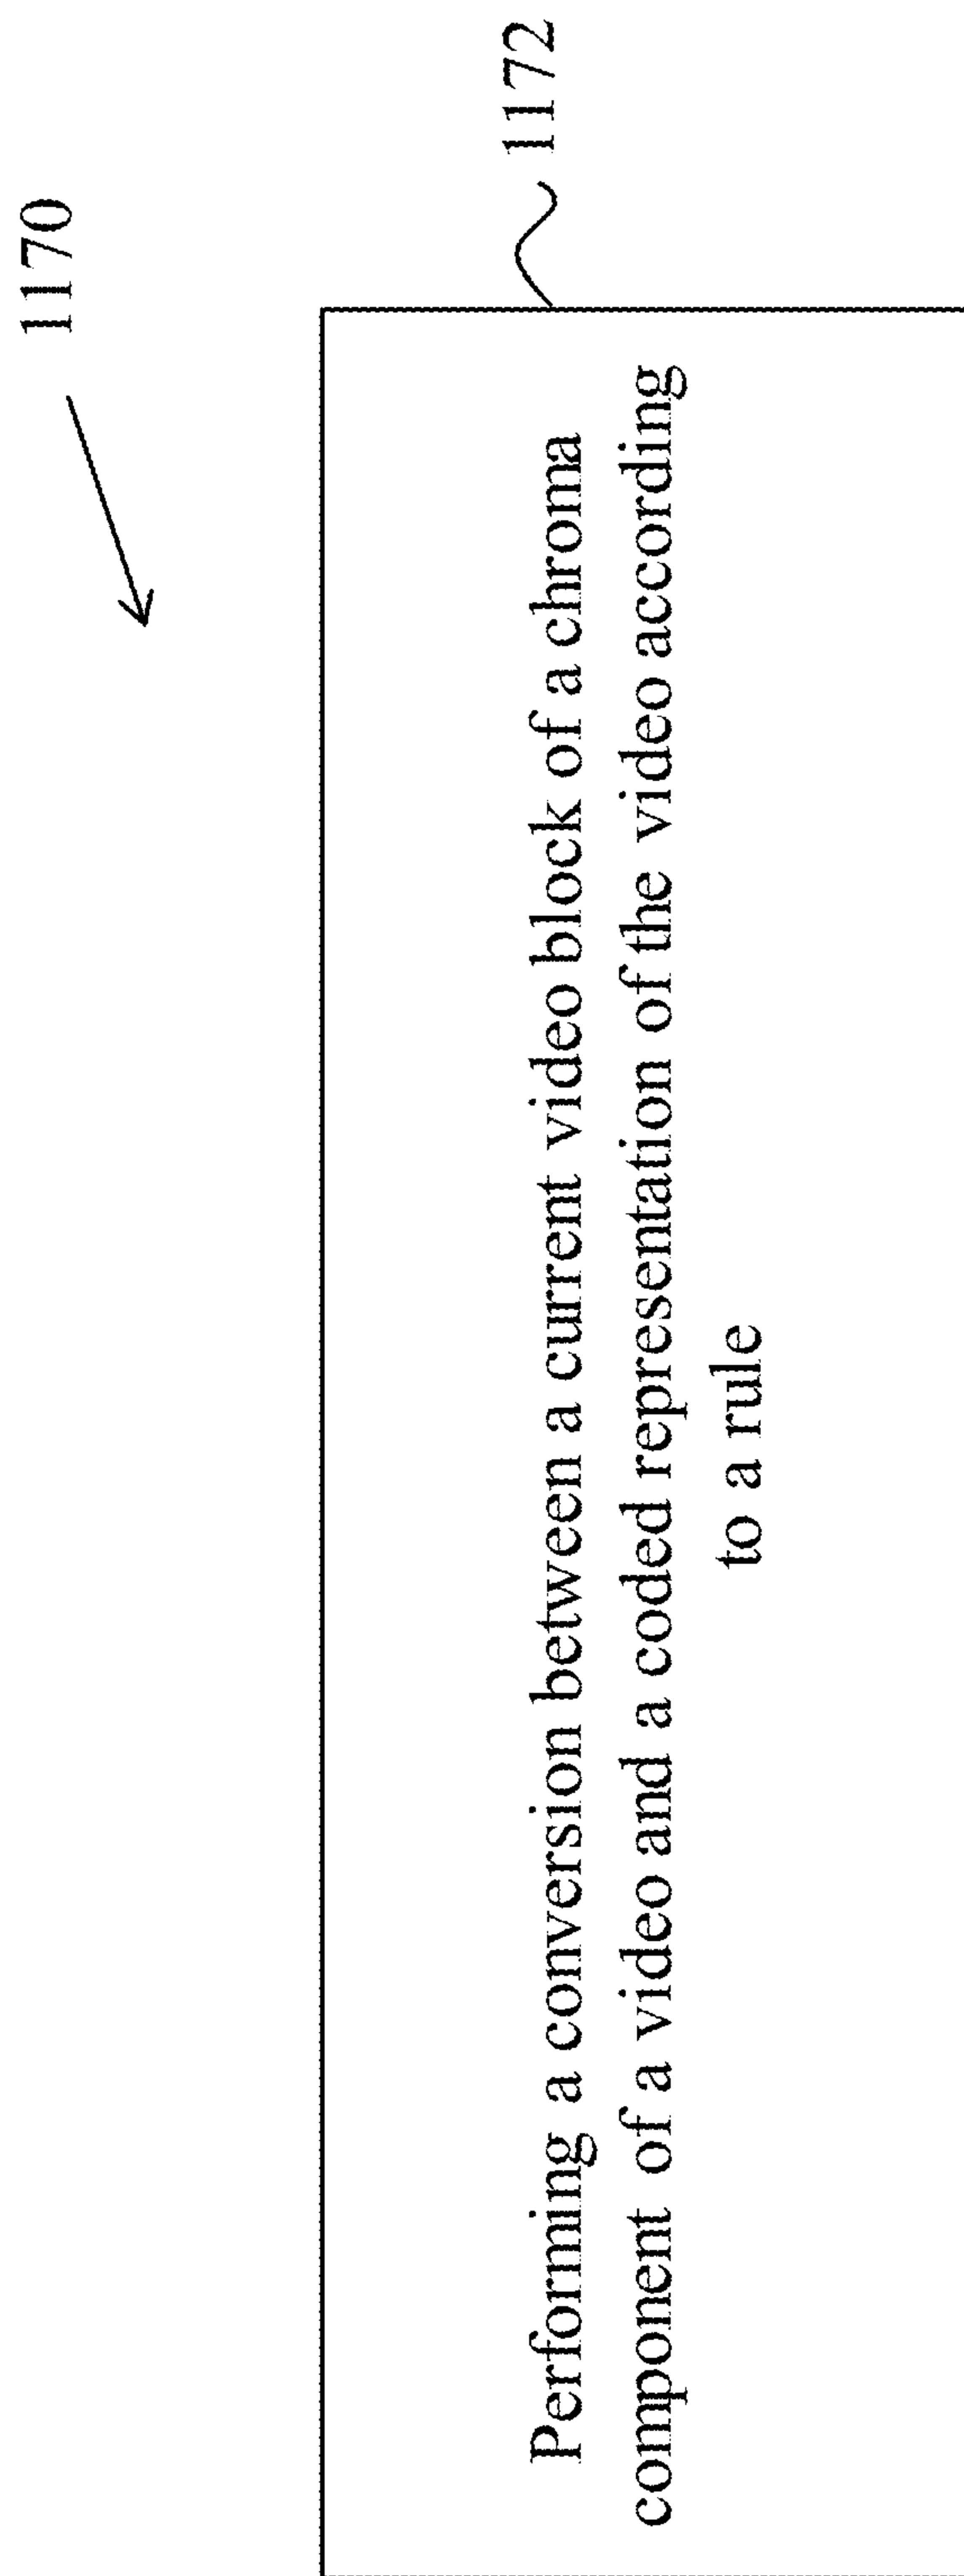 1170
1172
Performing a conversion between a current video block of a chroma
component of a video and a coded representation of the video according
to a rule